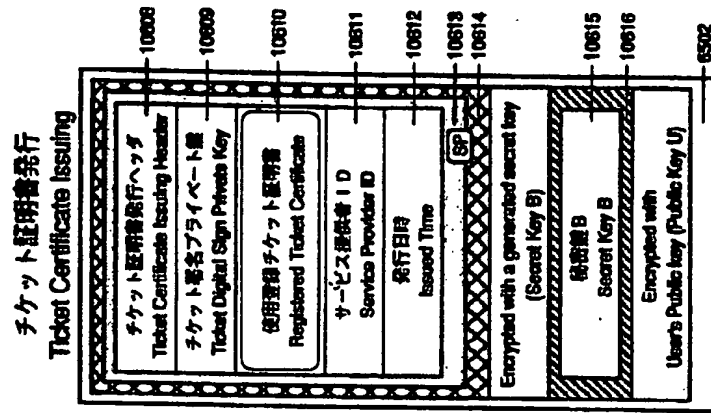 チケット証明書発行
Ticket Certificate Issuing
チケット証明書発行ヘッダ
Ticket Certificate Issuing Header
10608
チケット署名プライベート鍵
Ticket Digital Sign Private Key
10609
使用登録チケット証明書
Registered Ticket Certificate
10610
サービス提供者ID
Service Provider ID
10611
発行日時
Issued Time
10612
SP
10613
10614
Encrypted with a generated secret key
(Secret Key B)
秘密鍵B
Secret Key B
10615
10616
Encrypted with
User's Public key (Public Key U)
6502